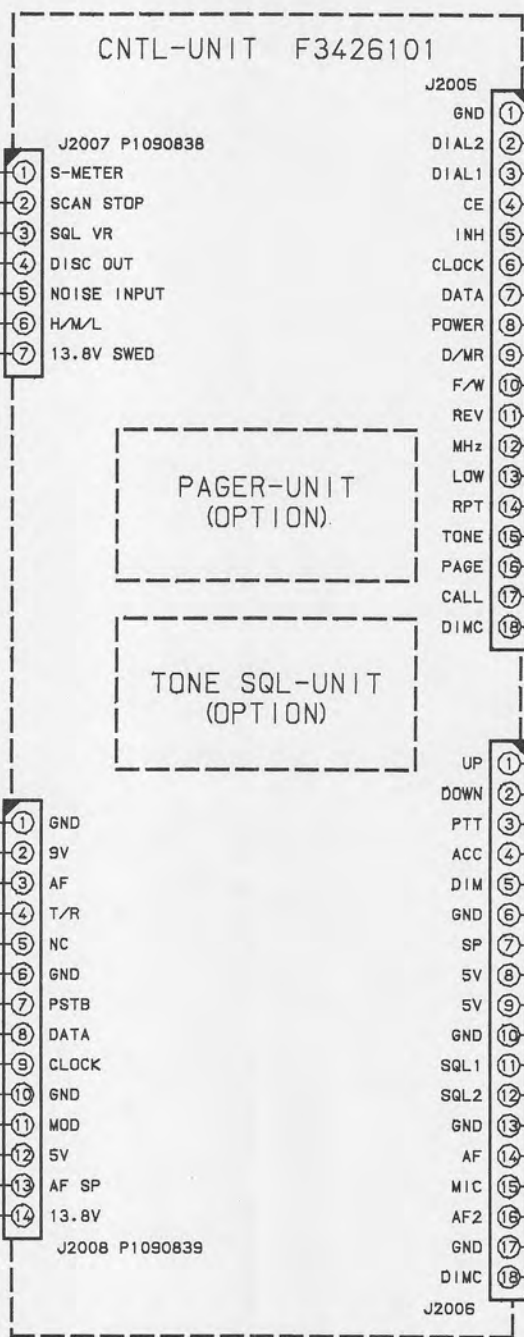 CNTL-UNIT F3426101
J2007 P1090838
1 S-METER
2 SCAN STOP
3 SQL VR
4 DISC OUT
5 NOISE INPUT
6 H/M/L
7 13.8V SWED
J2005
GND 1
DIAL2 2
DIAL1 3
CE 4
INH 5
CLOCK 6
DATA 7
POWER 8
D/MR 9
F/W 10
REV 11
MHz 12
LOW 13
RPT 14
TONE 15
PAGE 16
CALL 17
DIMC 18
PAGER-UNIT
(OPTION)
TONE SQL-UNIT
(OPTION)
1 GND
2 9V
3 AF
4 T/R
5 NC
6 GND
7 PSTB
8 DATA
9 CLOCK
10 GND
11 MOD
12 5V
13 AF SP
14 13.8V
J2008 P1090839
UP 1
DOWN 2
PTT 3
ACC 4
DIM 5
GND 6
SP 7
5V 8
5V 9
GND 10
SQL1 11
SQL2 12
GND 13
AF 14
MIC 15
AF2 16
GND 17
DIMC 18
J2006